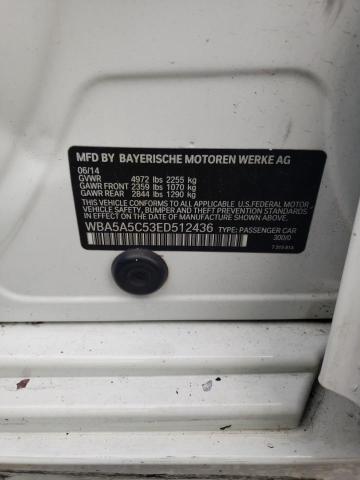 MFD BY BAYERISCHE MOTOREN WERKE AG
06/14
GVWR 4972 lbs 2255 kg
GAWR FRONT 2359 lbs 1070 kg
GAWR REAR 2844 lbs 1290 kg
THIS VEHICLE CONFORMS TO ALL APPLICABLE U.S.FEDERAL MOTOR
VEHICLE SAFETY, BUMPER, AND THEFT PREVENTION STANDARDS
IN EFFECT ON THE DATE OF MANUFACTURE SHOWN ABOVE.
WBA5A5C53ED512436 TYPE: PASSENGER CAR
300/0